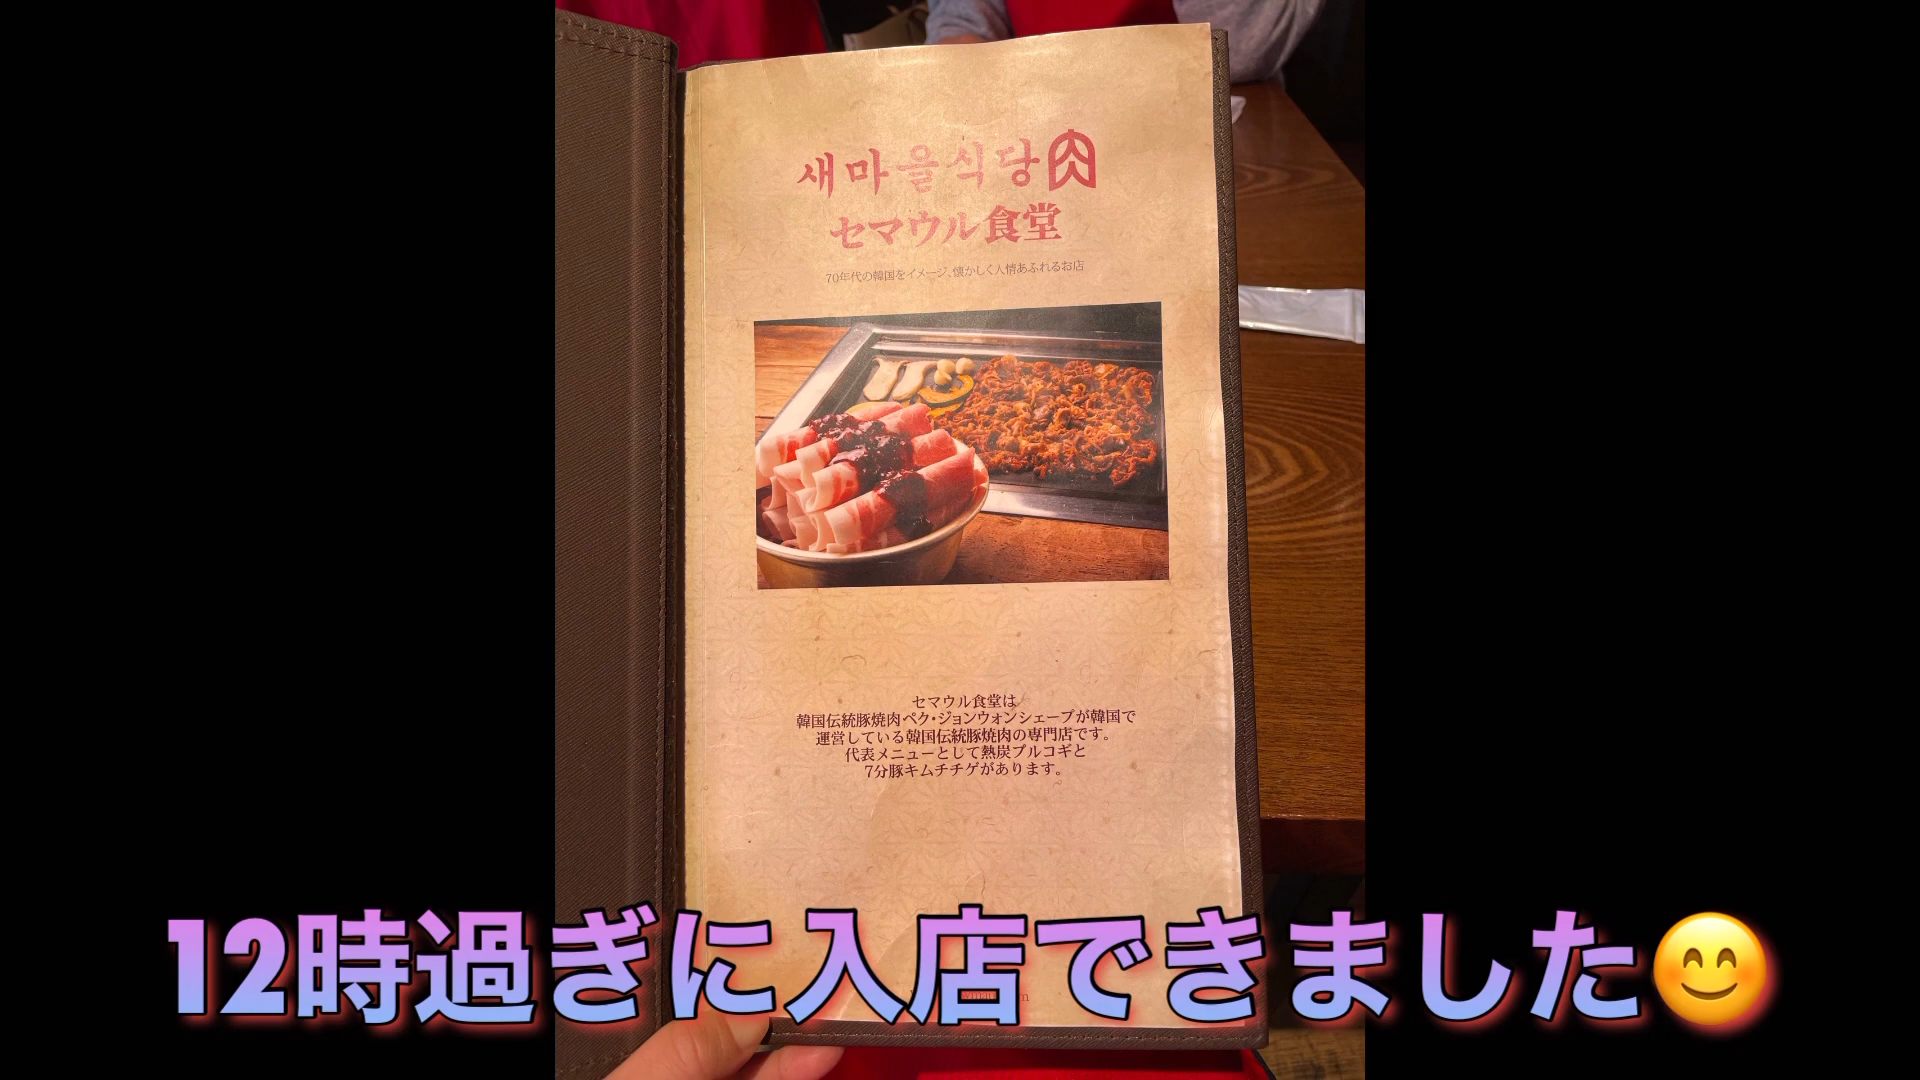 새마을식당肉
セマウル食堂
70年代の韓国をイメージ、懐かしく人情あふれるお店
セマウル食堂は
韓国伝統豚焼肉ペク・ジョンウォンシェープが韓国で
運営している韓国伝統豚焼肉の専門店です。
代表メニューとして熱炭プルコギと
7分豚キムチチゲがあります。
12時過ぎに入店できました😊